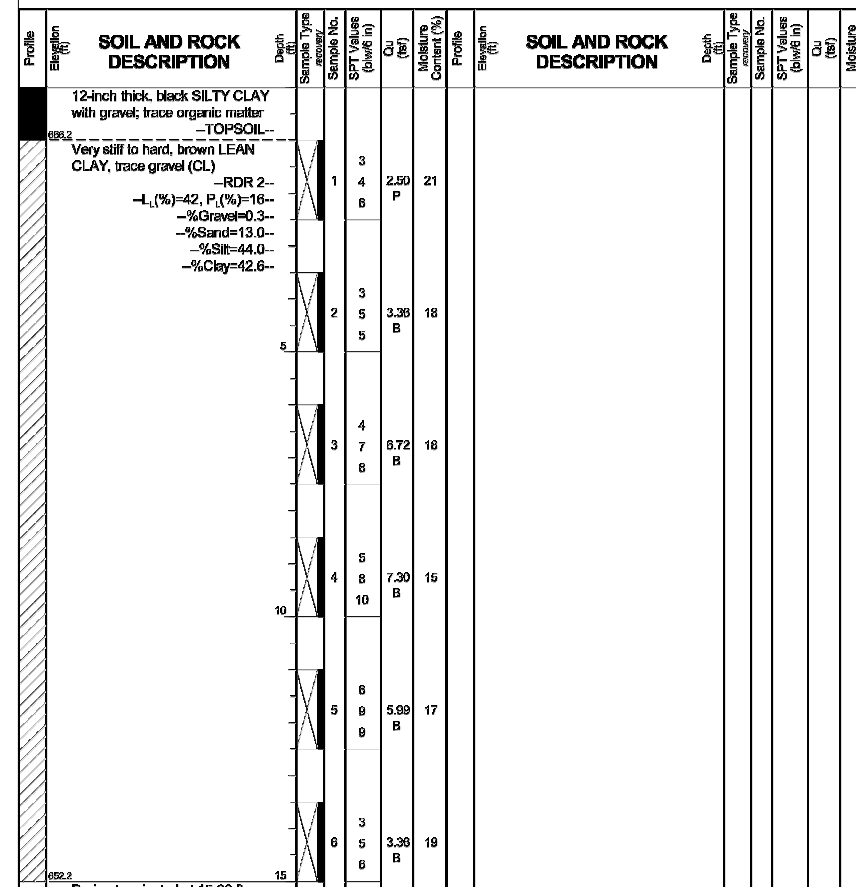 Profile
Elevation
(ft)
SOIL AND ROCK
DESCRIPTION
Depth
(ft)
Sample Type
recovery
Sample No.
SPT Values
(blw/6 in)
Qu
(tsf)
Moisture
Content (%)
Profile
Elevation
(ft)
SOIL AND ROCK
DESCRIPTION
Depth
(ft)
Sample Type
recovery
Sample No.
SPT Values
(blw/6 in)
Qu
(tsf)
Moisture
12-inch thick, black SILTY CLAY
with gravel; trace organic matter
--TOPSOIL--
666.2
Very stiff to hard, brown LEAN
CLAY, trace gravel (CL)
--RDR 2--
--LL(%)=42, PL(%)=16--
--%Gravel=0.3--
--%Sand=13.0--
--%Silt=44.0--
--%Clay=42.6--
1
3
4
6
2.50
P
21
2
3
5
5
3.36
B
18
5
3
4
7
8
6.72
B
16
4
5
8
10
7.30
B
15
10
5
6
9
9
5.99
B
17
6
3
5
6
3.36
B
19
652.2
15